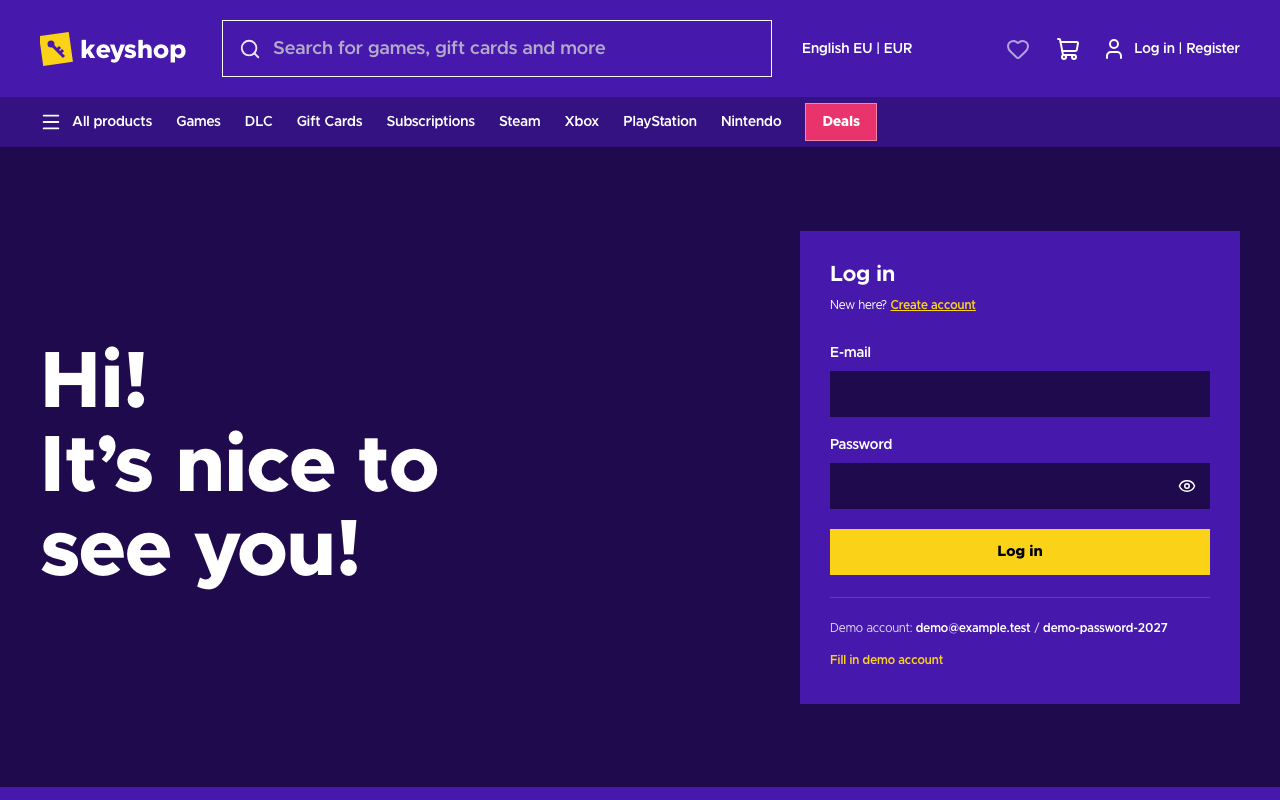 keyshop
Search for games, gift cards and more
English EU | EUR
Log in | Register
All products Games DLC Gift Cards Subscriptions Steam Xbox PlayStation Nintendo Deals
Hi!
It's nice to
see you!
Log in
New here? Create account
E-mail
Password
Log in
Demo account: demo@example.test / demo-password-2027
Fill in demo account